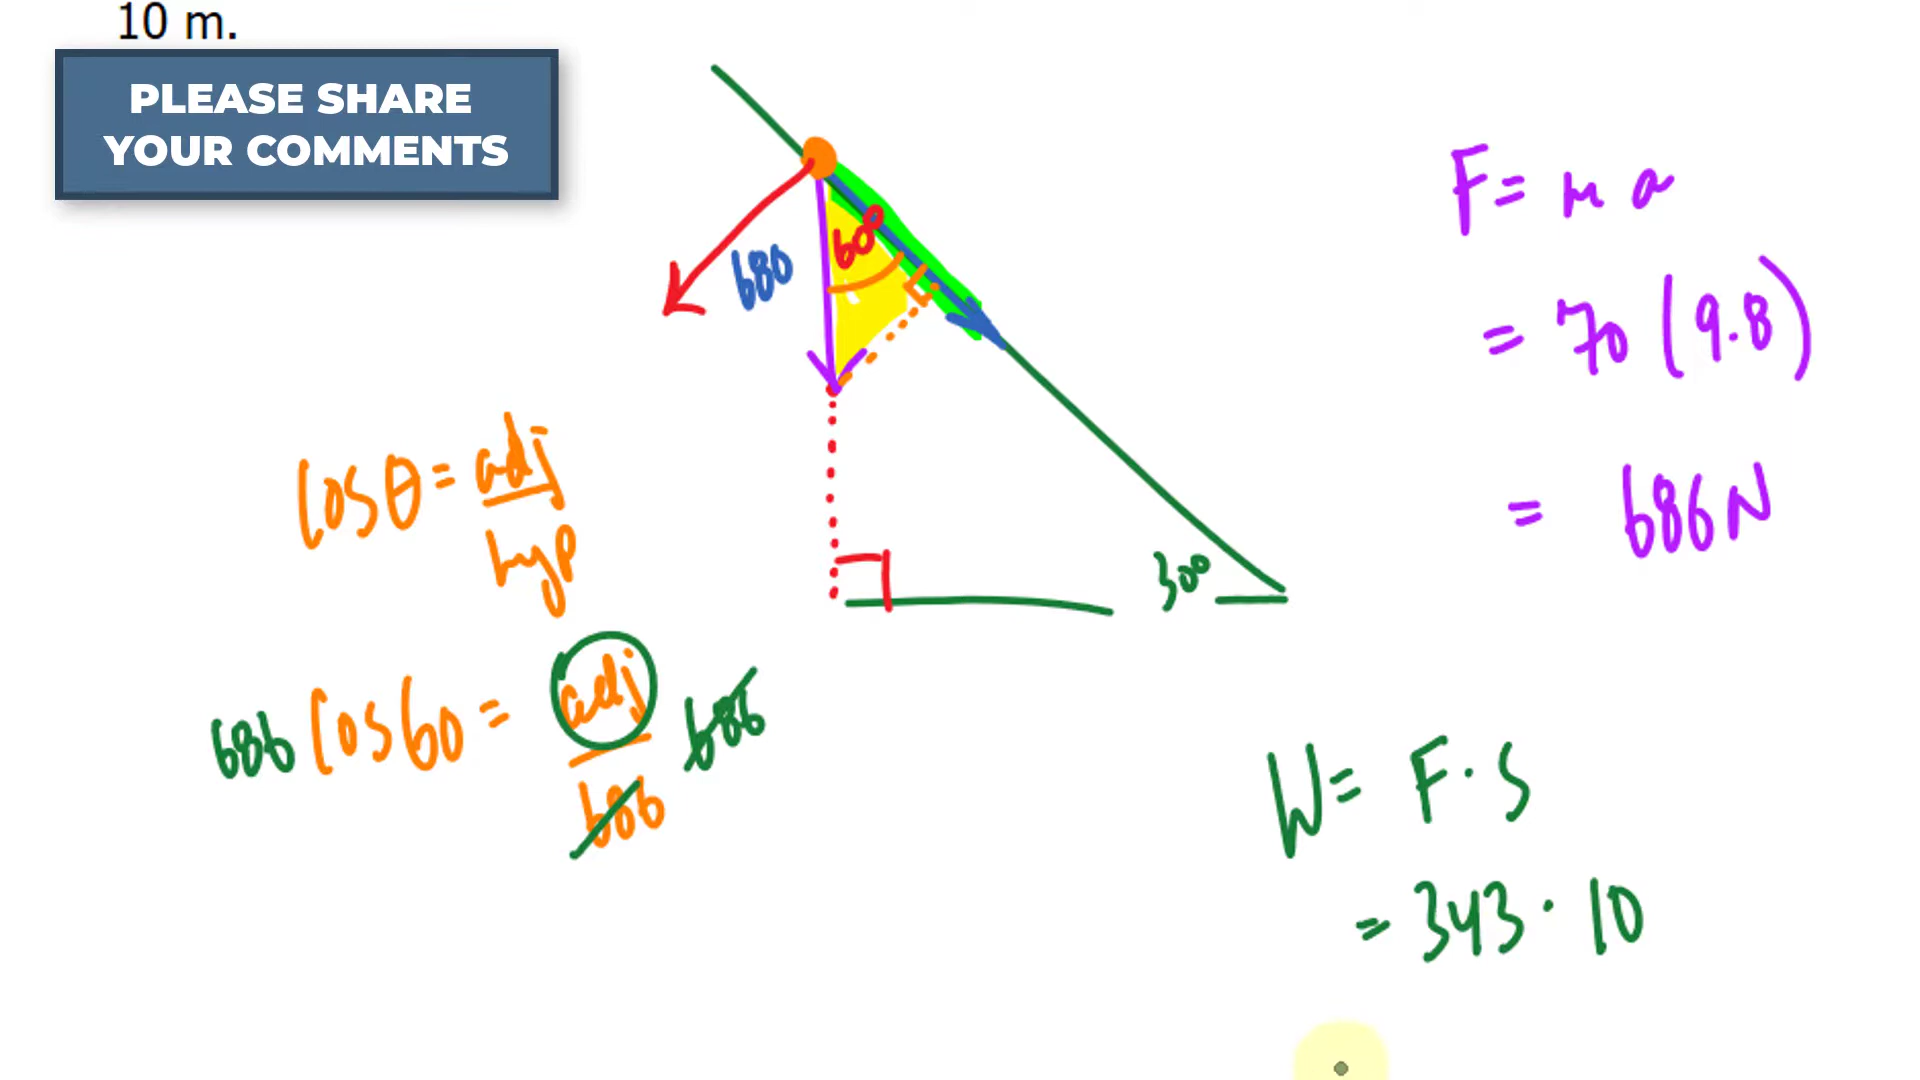 10 m.
PLEASE SHARE
YOUR COMMENTS
60°
680
30°
F = m a
= 70 (9.8)
= 686 N
Cos θ = adj
hyp
686 Cos 60 = adj 686
686
W = F · S
= 343 · 10